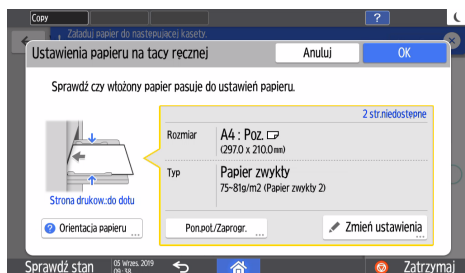 Copy
?
Załaduj papier do następującej kasety.
Ustawienia papieru na tacy ręcznej
Anuluj
OK
Sprawdź czy włożony papier pasuje do ustawień papieru.
2 str.niedostępne
Rozmiar
A4 : Poz.
(297.0 x 210.0mm)
Typ
Papier zwykły
75-81g/m2 (Papier zwykły 2)
Strona drukow.:do dołu
? Orientacja papieru ...
Pon.poł./Zaprogr. ...
Zmień ustawienia ...
Sprawdź stan
05 Wrzes. 2019
09:38
Zatrzymaj